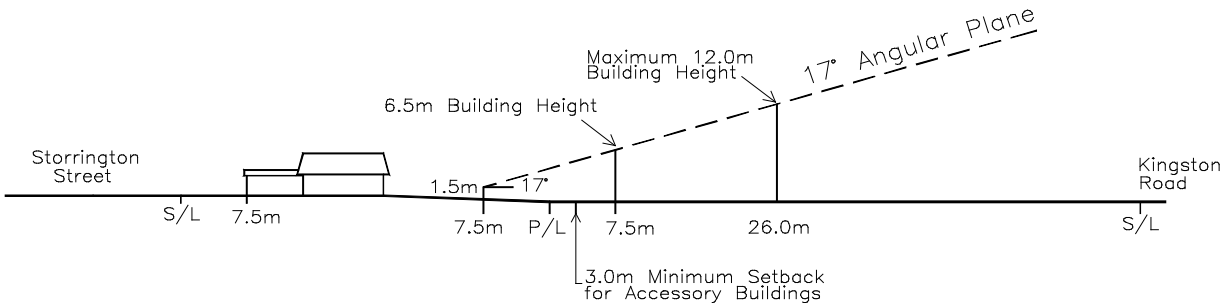 Maximum 12.0m
Building Height
17° Angular Plane
6.5m Building Height
Storrington
Street
Kingston
Road
1.5m
17°
S/L
7.5m
7.5m
P/L
7.5m
26.0m
S/L
3.0m Minimum Setback
for Accessory Buildings